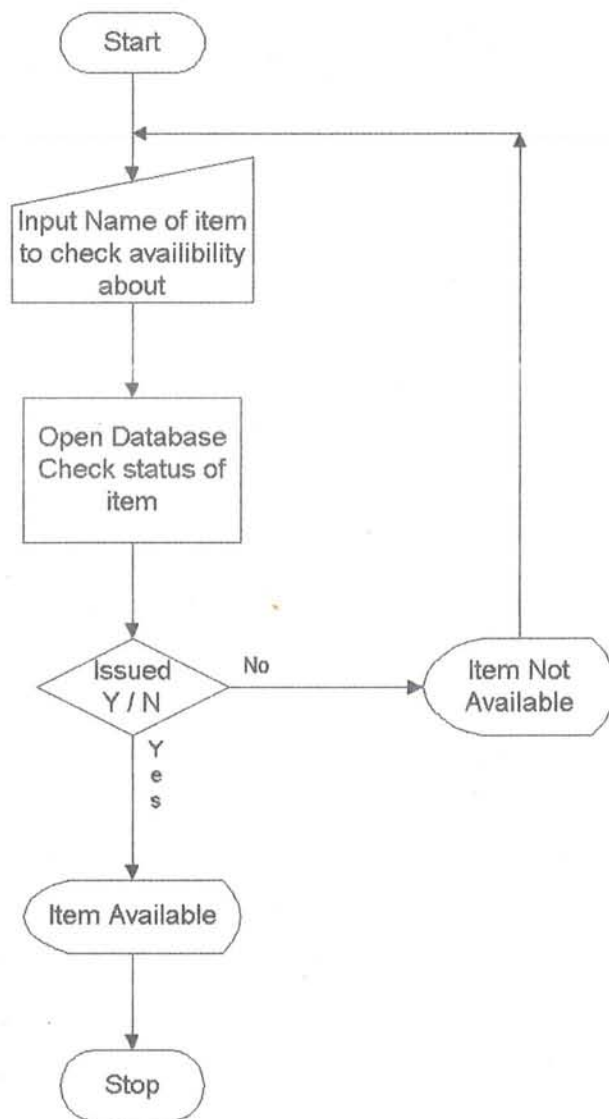 Start
Input Name of item
to check availibility
about
Open Database
Check status of
item
Issued
Y / N
No
Item Not
Available
Y
e
s
Item Available
Stop